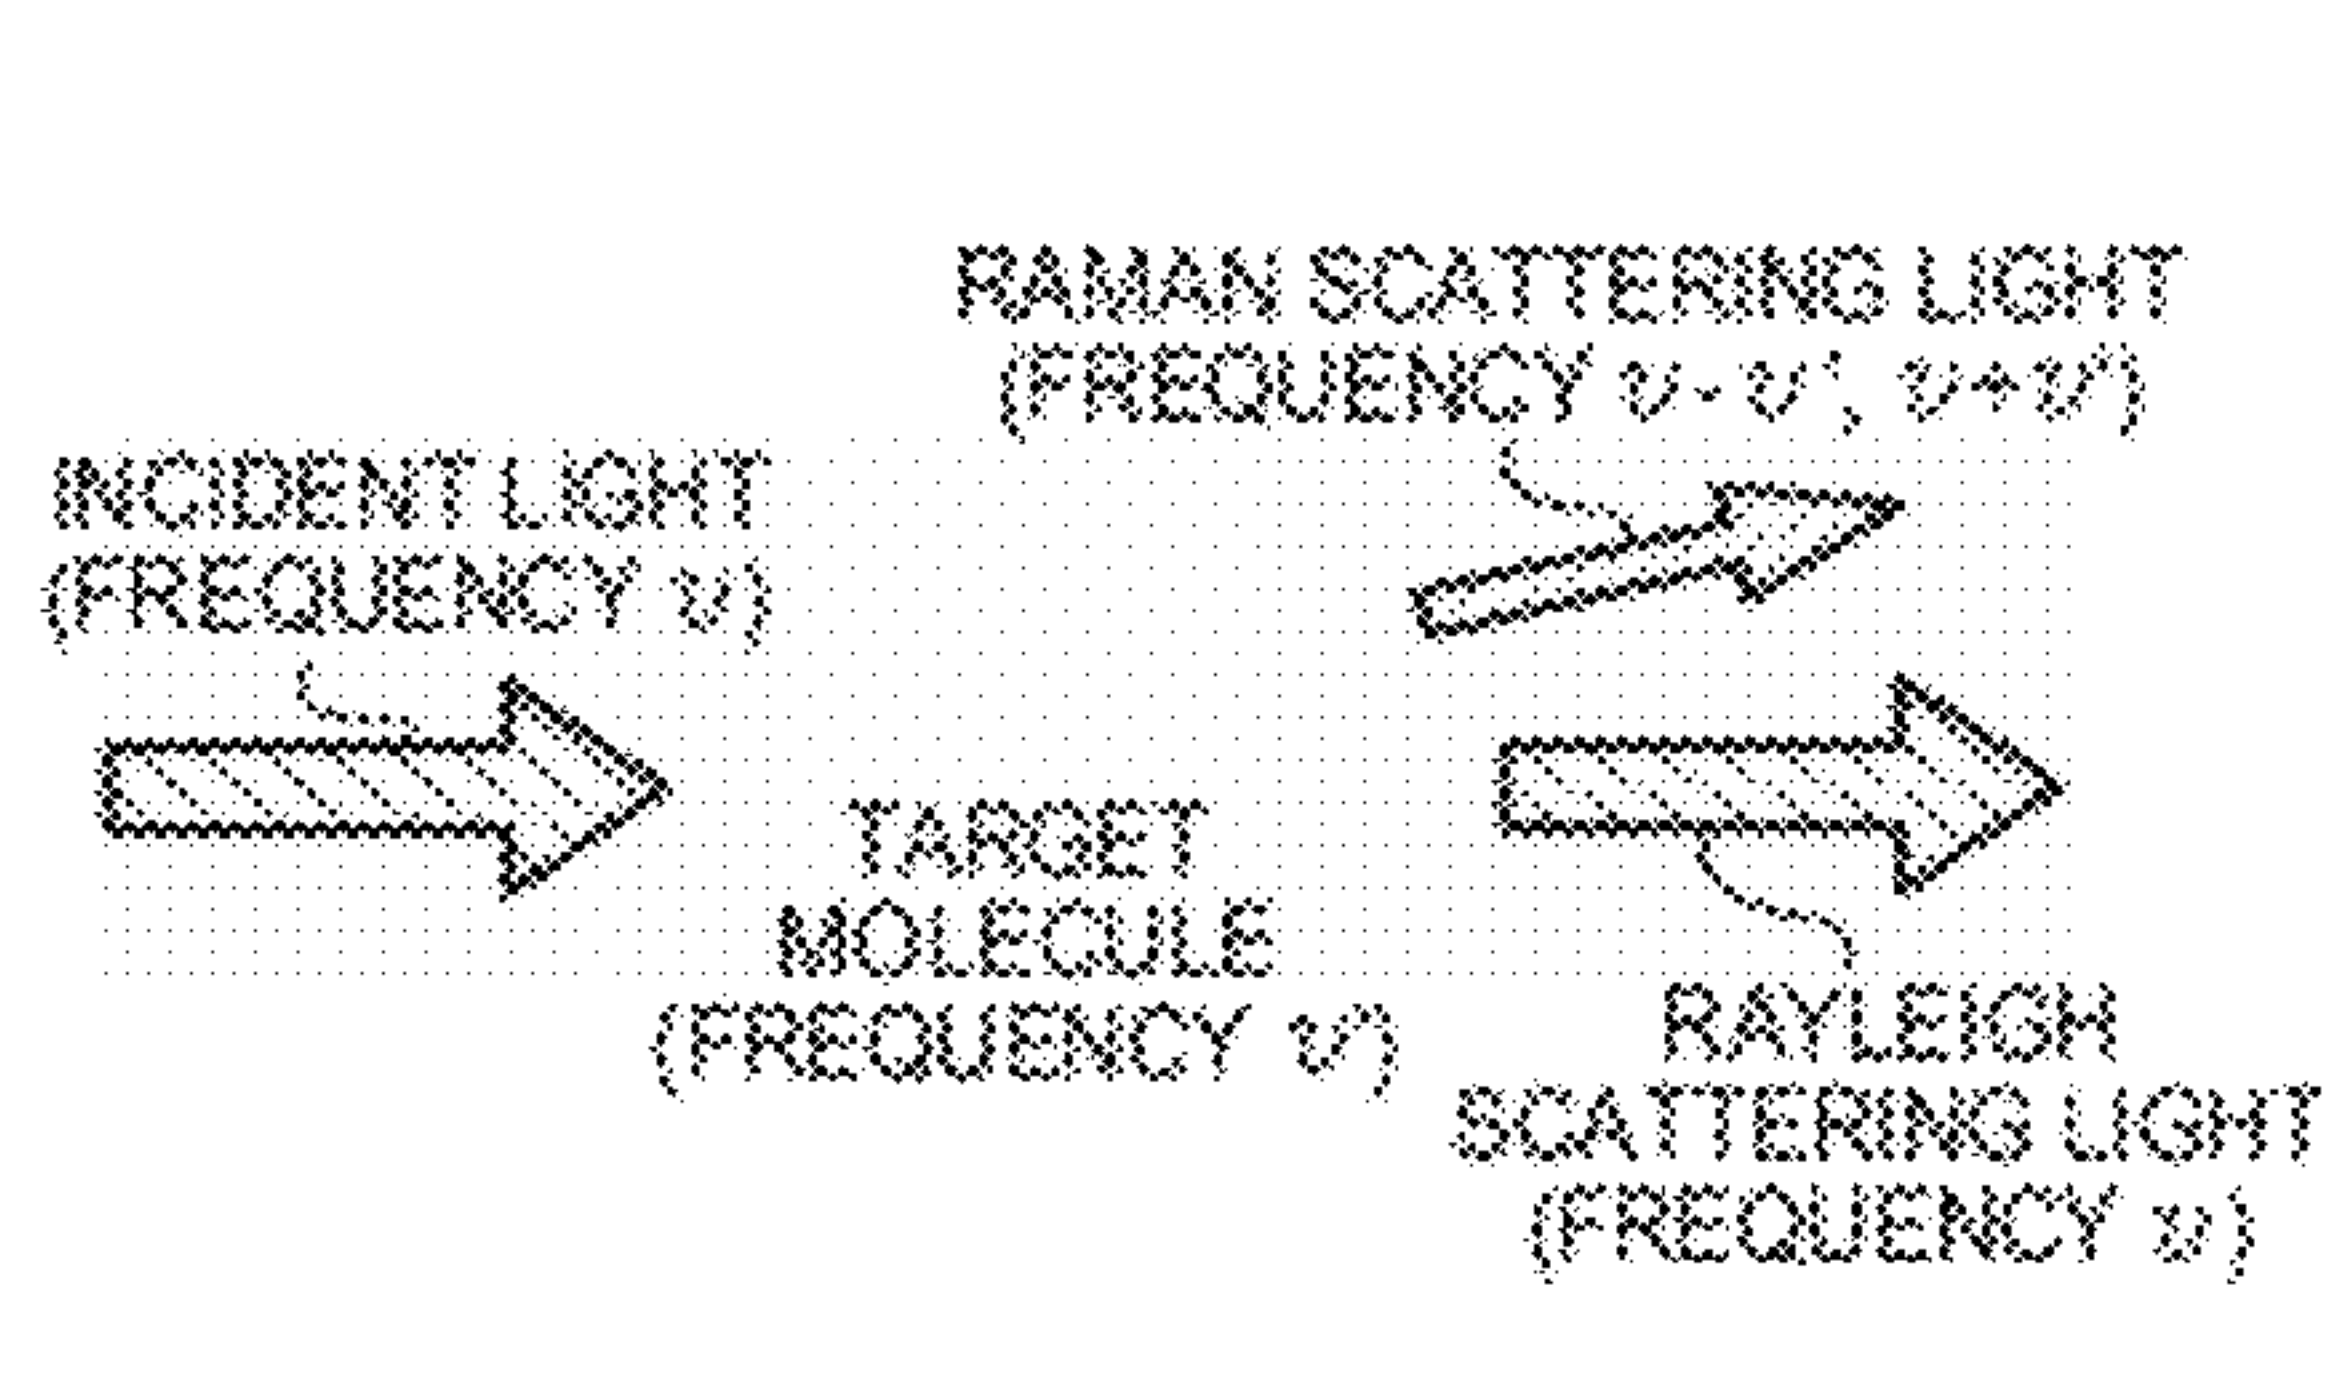 RAMAN SCATTERING LIGHT
(FREQUENCY ν-ν', ν+ν')
INCIDENT LIGHT
(FREQUENCY ν)
TARGET
MOLECULE
(FREQUENCY ν')
RAYLEIGH
SCATTERING LIGHT
(FREQUENCY ν)